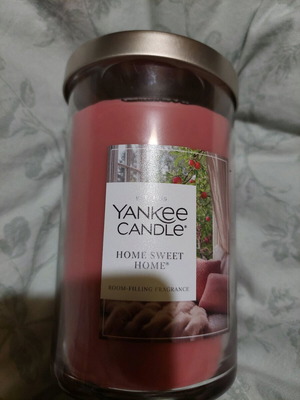 YANKEE
CANDLE®
HOME SWEET
HOME®
ROOM-FILLING FRAGRANCE